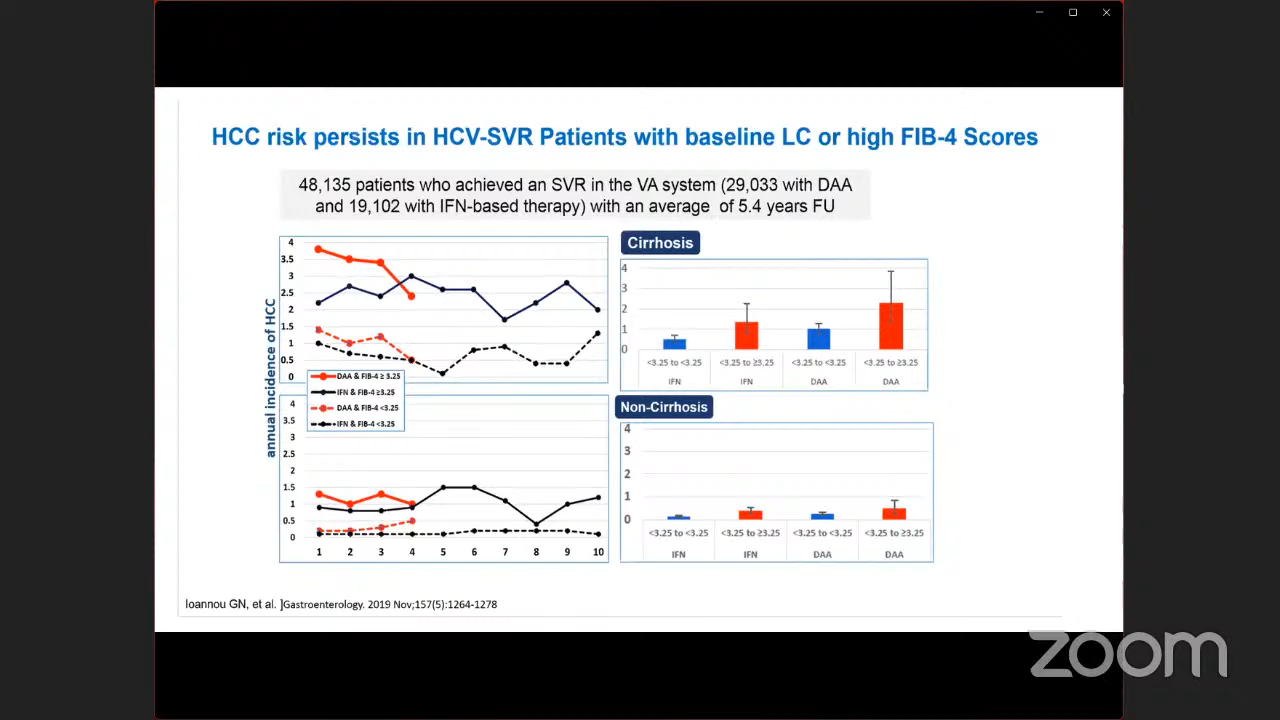 HCC risk persists in HCV-SVR Patients with baseline LC or high FIB-4 Scores
48,135 patients who achieved an SVR in the VA system (29,033 with DAA
and 19,102 with IFN-based therapy) with an average of 5.4 years FU
annual incidence of HCC
4
3.5
3
2.5
2
1.5
1
0.5
0
DAA & FIB-4 ≥ 3.25
IFN & FIB-4 ≥3.25
DAA & FIB-4 <3.25
IFN & FIB-4 <3.25
4
3.5
3
2.5
2
1.5
1
0.5
0
1 2 3 4 5 6 7 8 9 10
Cirrhosis
4
3
2
1
0
<3.25 to <3.25 <3.25 to ≥3.25 <3.25 to <3.25 <3.25 to ≥3.25
IFN IFN DAA DAA
Non-Cirrhosis
4
3
2
1
0
<3.25 to <3.25 <3.25 to ≥3.25 <3.25 to <3.25 <3.25 to ≥3.25
IFN IFN DAA DAA
Ioannou GN, et al. ]Gastroenterology. 2019 Nov;157(5):1264-1278
zoom